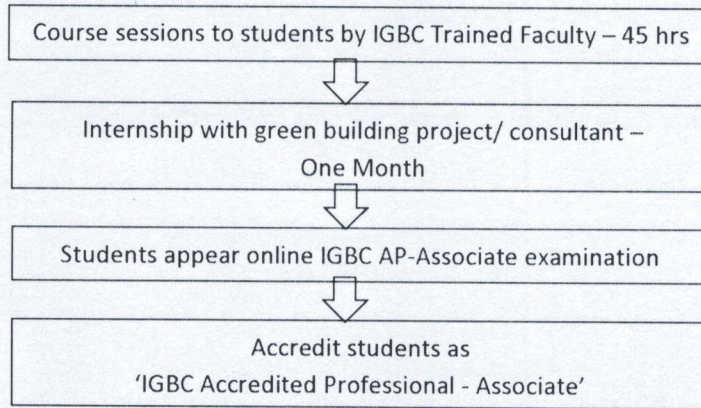 Course sessions to students by IGBC Trained Faculty – 45 hrs
Internship with green building project/ consultant –
One Month
Students appear online IGBC AP-Associate examination
Accredit students as
'IGBC Accredited Professional - Associate'